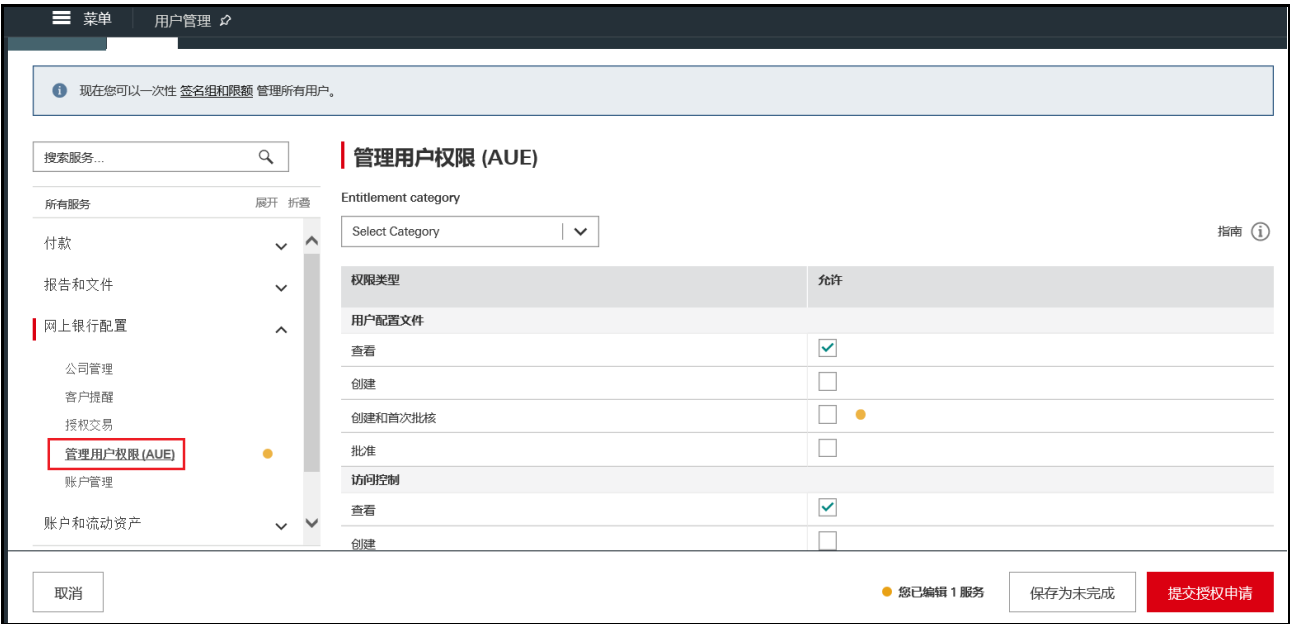 菜单 用户管理
现在您可以一次性 签名组和限额 管理所有用户。
搜索服务...
所有服务 展开 折叠
付款
报告和文件
网上银行配置
公司管理
客户提醒
授权交易
管理用户权限 (AUE)
账户管理
账户和流动资产
管理用户权限 (AUE)
Entitlement category
Select Category
指南
权限类型 允许
用户配置文件
查看
创建
创建和首次批核
批准
访问控制
查看
创建
取消
您已编辑 1 服务
保存为未完成
提交授权申请